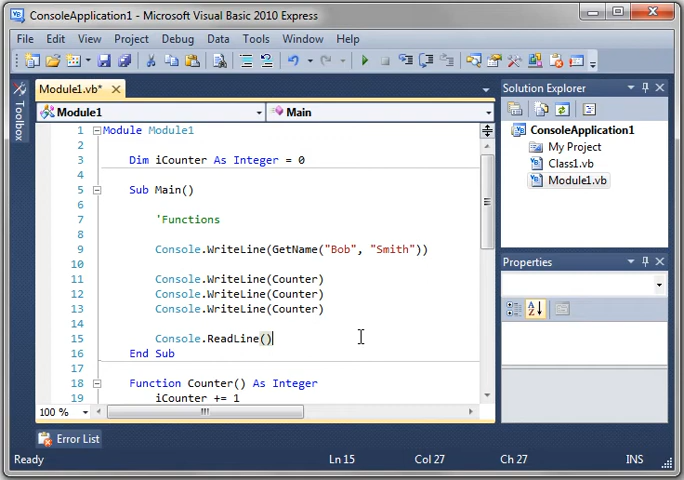 ConsoleApplication1 - Microsoft Visual Basic 2010 Express
File Edit View Project Debug Data Tools Window Help
Toolbox
Module1.vb*
Module1 Main
1 Module Module1
2
3 Dim iCounter As Integer = 0
4
5 Sub Main()
6
7 'Functions
8
9 Console.WriteLine(GetName("Bob", "Smith"))
10
11 Console.WriteLine(Counter)
12 Console.WriteLine(Counter)
13 Console.WriteLine(Counter)
14
15 Console.ReadLine()
16 End Sub
17
18 Function Counter() As Integer
19 iCounter += 1
100 %
Solution Explorer
ConsoleApplication1
My Project
Class1.vb
Module1.vb
Properties
Error List
Ready Ln 15 Col 27 Ch 27 INS